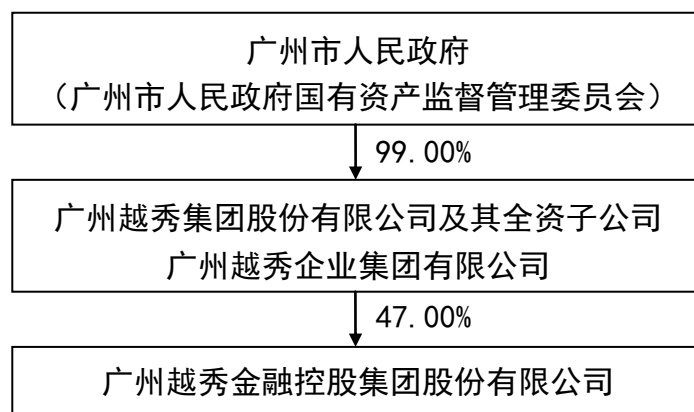 广州市人民政府
（广州市人民政府国有资产监督管理委员会）
99.00%
广州越秀集团股份有限公司及其全资子公司
广州越秀企业集团有限公司
47.00%
广州越秀金融控股集团股份有限公司